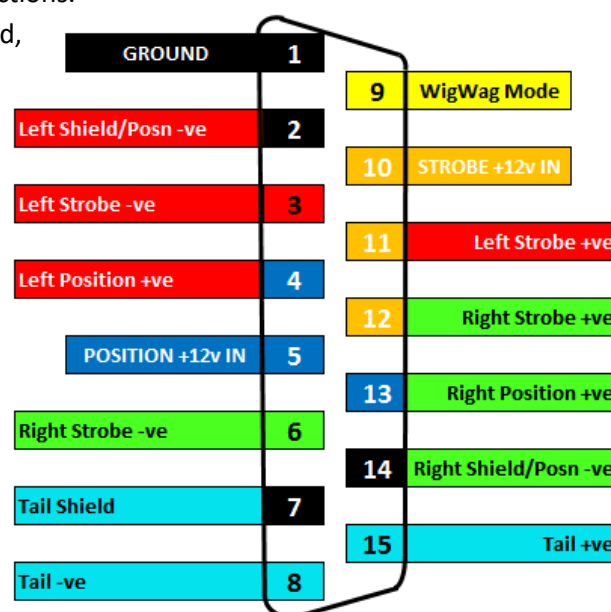 ctions.
d,
GROUND 1
9 WigWag Mode
Left Shield/Posn -ve 2
10 STROBE +12v IN
Left Strobe -ve 3
11 Left Strobe +ve
Left Position +ve 4
12 Right Strobe +ve
POSITION +12v IN 5
13 Right Position +ve
Right Strobe -ve 6
14 Right Shield/Posn -ve
Tail Shield 7
15 Tail +ve
Tail -ve 8